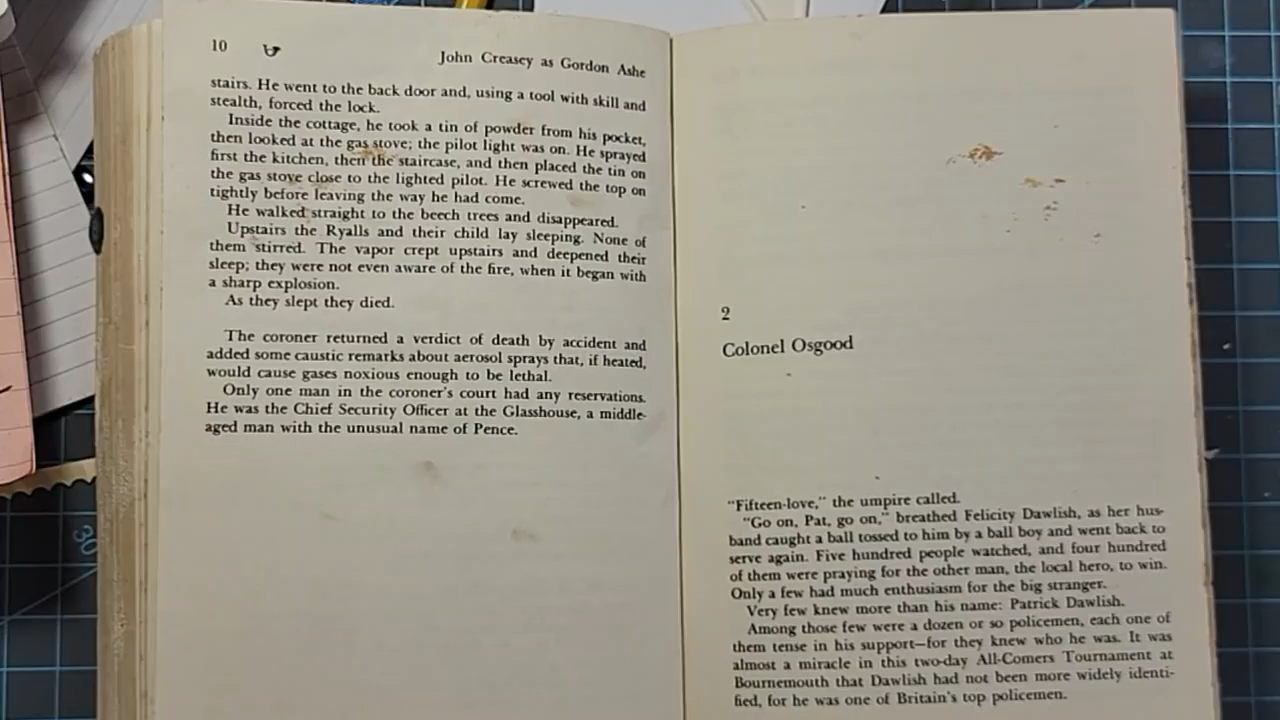 10
John Creasey as Gordon Ashe
stairs. He went to the back door and, using a tool with skill and
stealth, forced the lock.
Inside the cottage, he took a tin of powder from his pocket,
then looked at the gas stove; the pilot light was on. He sprayed
first the kitchen, then the staircase, and then placed the tin on
the gas stove close to the lighted pilot. He screwed the top on
tightly before leaving the way he had come.
He walked straight to the beech trees and disappeared.
Upstairs the Ryalls and their child lay sleeping. None of
them stirred. The vapor crept upstairs and deepened their
sleep; they were not even aware of the fire, when it began with
a sharp explosion.
As they slept they died.
The coroner returned a verdict of death by accident and
added some caustic remarks about aerosol sprays that, if heated,
would cause gases noxious enough to be lethal.
Only one man in the coroner's court had any reservations.
He was the Chief Security Officer at the Glasshouse, a middle-
aged man with the unusual name of Pence.
2
Colonel Osgood
"Fifteen-love," the umpire called.
"Go on, Pat, go on," breathed Felicity Dawlish, as her hus-
band caught a ball tossed to him by a ball boy and went back to
serve again. Five hundred people watched, and four hundred
of them were praying for the other man, the local hero, to win.
Only a few had much enthusiasm for the big stranger.
Very few knew more than his name: Patrick Dawlish.
Among those few were a dozen or so policemen, each one of
them tense in his support—for they knew who he was. It was
almost a miracle in this two-day All-Comers Tournament at
Bournemouth that Dawlish had not been more widely identi-
fied, for he was one of Britain's top policemen.
30